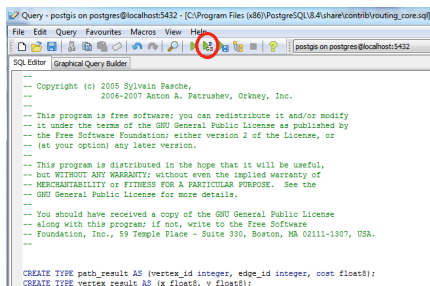 Query - postgis on postgres@localhost:5432 - [C:\Program Files (x86)\PostgreSQL\8.4\share\contrib\routing_core.sql]
File Edit Query Favourites Macros View Help
postgis on postgres@localhost:5432
SQL Editor Graphical Query Builder
--
-- Copyright (c) 2005 Sylvain Pasche,
-- 2006-2007 Anton A. Patrushev, Orkney, Inc.
--
-- This program is free software; you can redistribute it and/or modify
-- it under the terms of the GNU General Public License as published by
-- the Free Software Foundation; either version 2 of the License, or
-- (at your option) any later version.
--
-- This program is distributed in the hope that it will be useful,
-- but WITHOUT ANY WARRANTY; without even the implied warranty of
-- MERCHANTABILITY or FITNESS FOR A PARTICULAR PURPOSE. See the
-- GNU General Public License for more details.
--
-- You should have received a copy of the GNU General Public License
-- along with this program; if not, write to the Free Software
-- Foundation, Inc., 59 Temple Place - Suite 330, Boston, MA 02111-1307, USA.
--
CREATE TYPE path_result AS (vertex_id integer, edge_id integer, cost float8);
CREATE TYPE vertex_result AS (x float8, y float8);